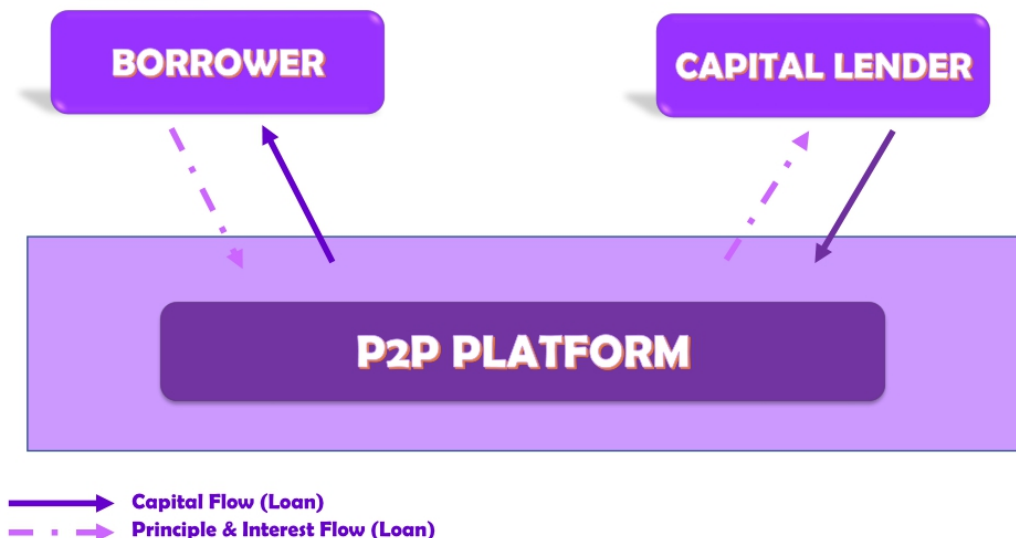 BORROWER
CAPITAL LENDER
P2P PLATFORM
Capital Flow (Loan)
Principle & Interest Flow (Loan)